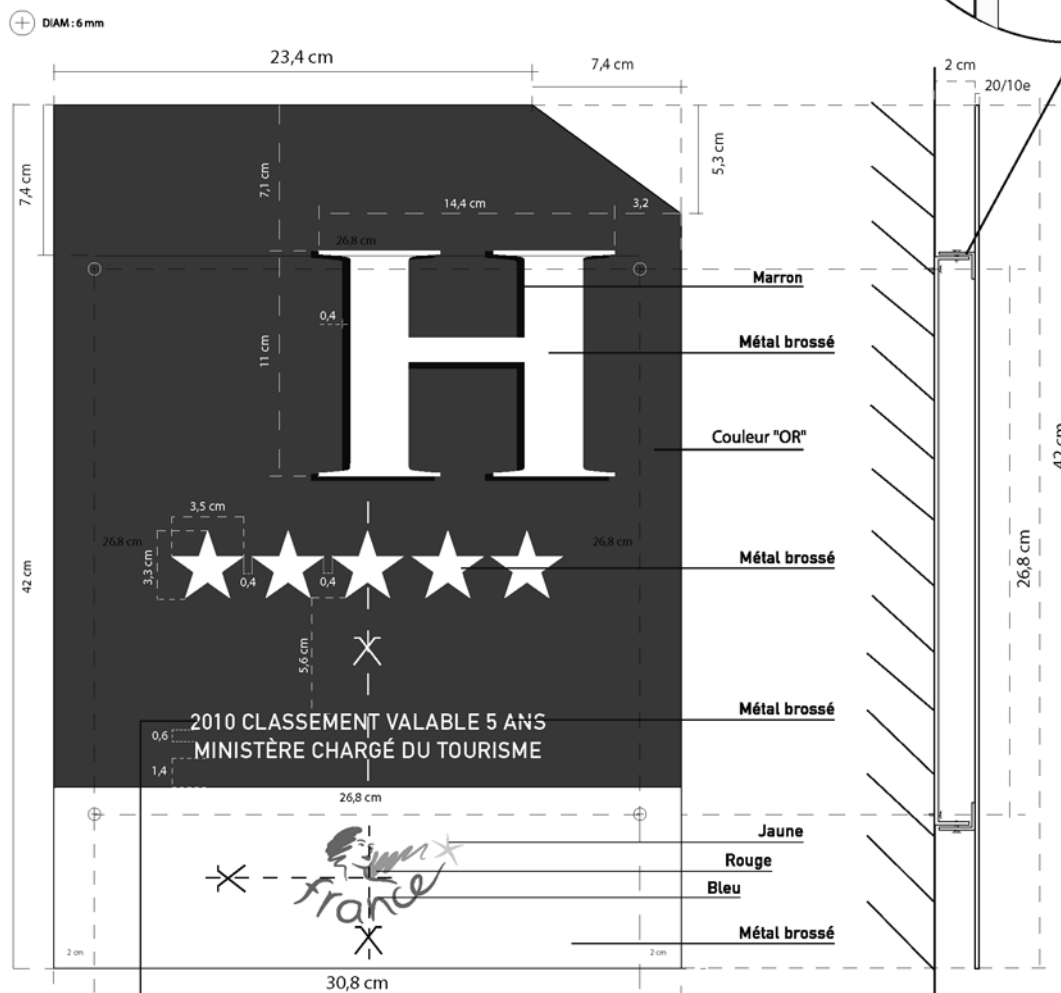 DIAM : 6 mm
23,4 cm
7,4 cm
2 cm
20/10e
7,4 cm
7,1 cm
5,3 cm
14,4 cm
3,2
26,8 cm
H
Marron
0,4
Métal brossé
11 cm
Couleur "OR"
42 cm
3,5 cm
26,8 cm
26,8 cm
3,3 cm
0,4
0,4
Métal brossé
26,8 cm
42 cm
5,6 cm
2010 CLASSEMENT VALABLE 5 ANS
Métal brossé
0,6
MINISTÈRE CHARGÉ DU TOURISME
1,4
26,8 cm
Jaune
Rouge
france
Bleu
Métal brossé
2 cm
2 cm
30,8 cm